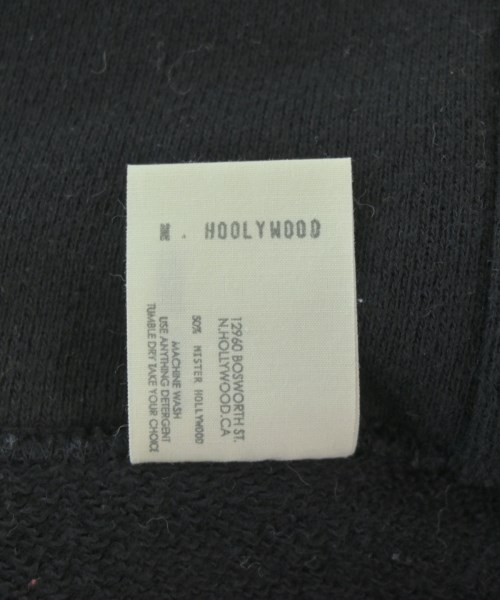 N. HOOLYWOOD
12960 BOSWORTH ST.
N.HOLLYWOOD.CA
50% MISTER HOLLYWOOD
MACHINE WASH
USE ANYTHING DETERGENT
TUMBLE DRY TAKE YOUR CHOICE